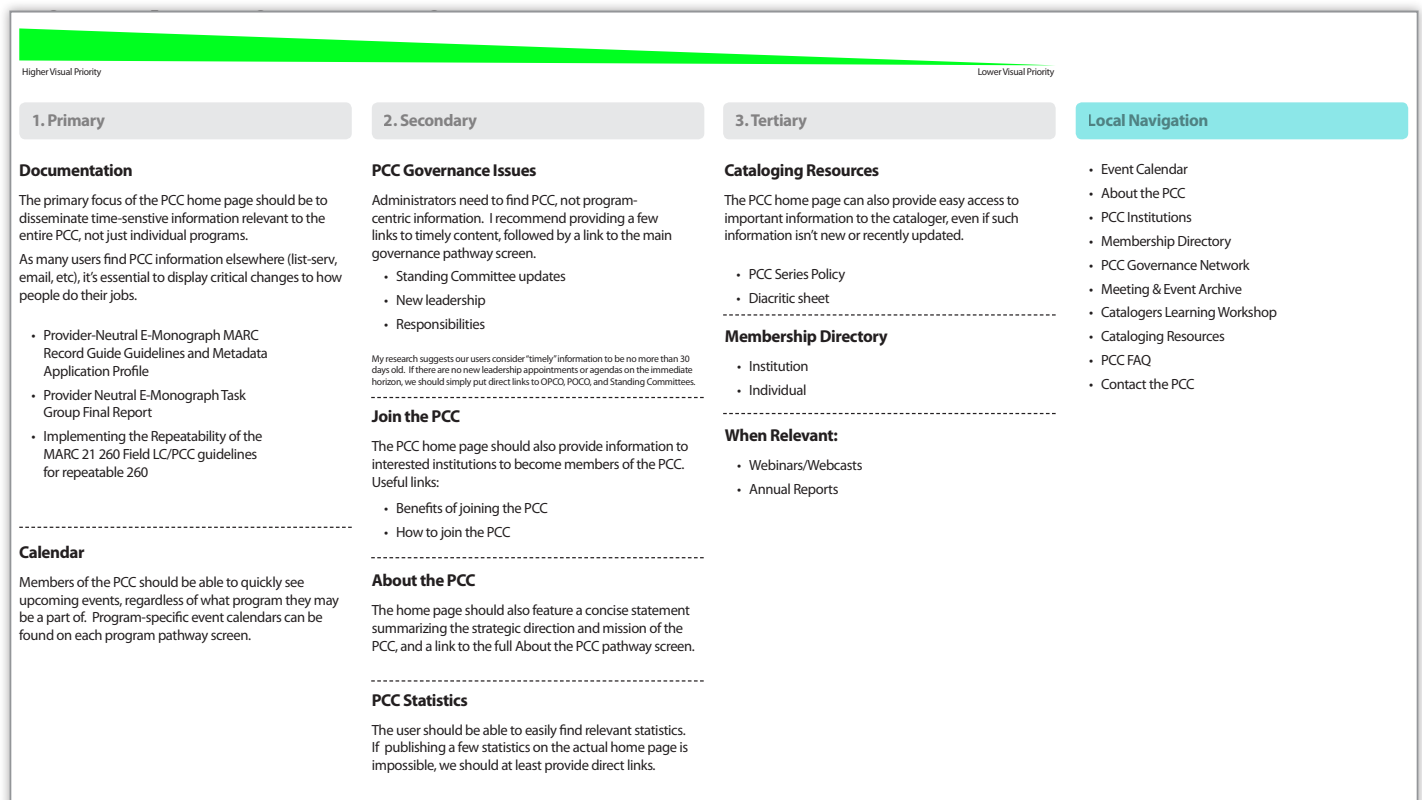 Higher Visual Priority
Lower Visual Priority
1. Primary
Documentation
The primary focus of the PCC home page should be to
disseminate time-senstive information relevant to the
entire PCC, not just individual programs.
As many users find PCC information elsewhere (list-serv,
email, etc), it's essential to display critical changes to how
people do their jobs.
• Provider-Neutral E-Monograph MARC
Record Guide Guidelines and Metadata
Application Profile
• Provider Neutral E-Monograph Task
Group Final Report
• Implementing the Repeatability of the
MARC 21 260 Field LC/PCC guidelines
for repeatable 260
Calendar
Members of the PCC should be able to quickly see
upcoming events, regardless of what program they may
be a part of. Program-specific event calendars can be
found on each program pathway screen.
2. Secondary
PCC Governance Issues
Administrators need to find PCC, not program-
centric information. I recommend providing a few
links to timely content, followed by a link to the main
governance pathway screen.
• Standing Committee updates
• New leadership
• Responsibilities
My research suggests our users consider "timely" information to be no more than 30
days old. If there are no new leadership appointments or agendas on the immediate
horizon, we should simply put direct links to OPCO, POCO, and Standing Committees.
Join the PCC
The PCC home page should also provide information to
interested institutions to become members of the PCC.
Useful links:
• Benefits of joining the PCC
• How to join the PCC
About the PCC
The home page should also feature a concise statement
summarizing the strategic direction and mission of the
PCC, and a link to the full About the PCC pathway screen.
PCC Statistics
The user should be able to easily find relevant statistics.
If publishing a few statistics on the actual home page is
impossible, we should at least provide direct links.
3. Tertiary
Cataloging Resources
The PCC home page can also provide easy access to
important information to the cataloger, even if such
information isn't new or recently updated.
• PCC Series Policy
• Diacritic sheet
Membership Directory
• Institution
• Individual
When Relevant:
• Webinars/Webcasts
• Annual Reports
Local Navigation
• Event Calendar
• About the PCC
• PCC Institutions
• Membership Directory
• PCC Governance Network
• Meeting & Event Archive
• Catalogers Learning Workshop
• Cataloging Resources
• PCC FAQ
• Contact the PCC